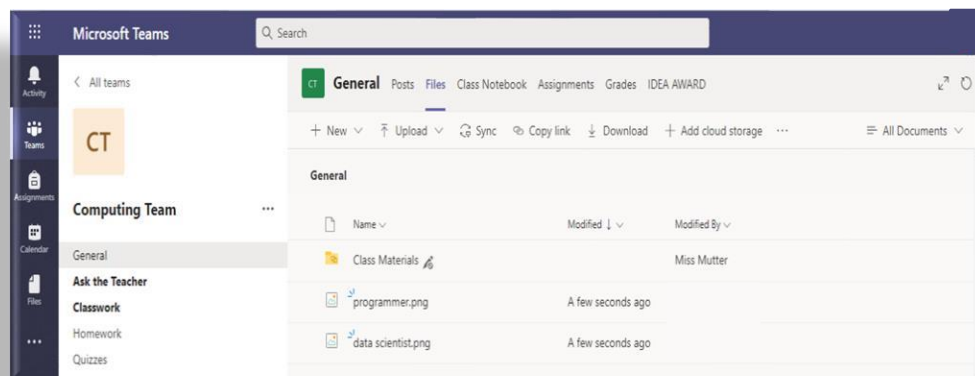 Microsoft Teams
Search
Activity
Teams
Assignments
Calendar
Files
All teams
CT
Computing Team
General
Ask the Teacher
Classwork
Homework
Quizzes
CT General Posts Files Class Notebook Assignments Grades IDEA AWARD
New Upload Sync Copy link Download Add cloud storage All Documents
General
Name Modified Modified By
Class Materials Miss Mutter
programmer.png A few seconds ago
data scientist.png A few seconds ago